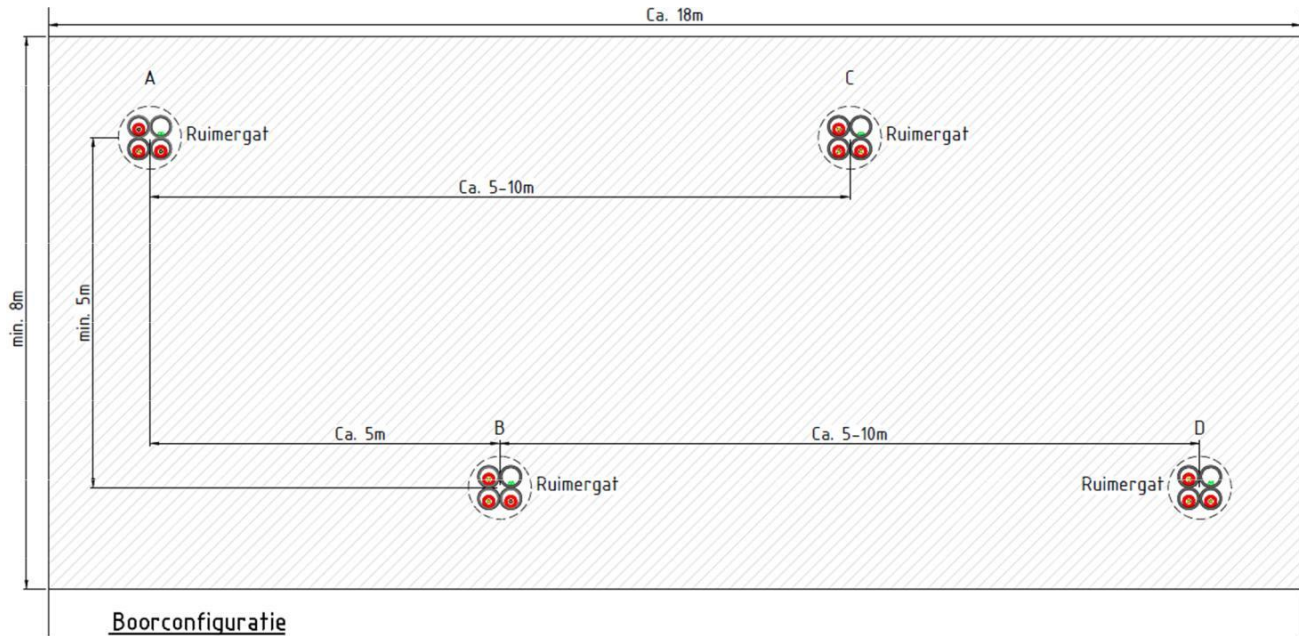 Ca. 18m
A
C
Ruimergat
Ruimergat
Ca. 5-10m
min. 8m
min. 5m
Ca. 5m
B
Ca. 5-10m
D
Ruimergat
Ruimergat
Boorconfiguratie